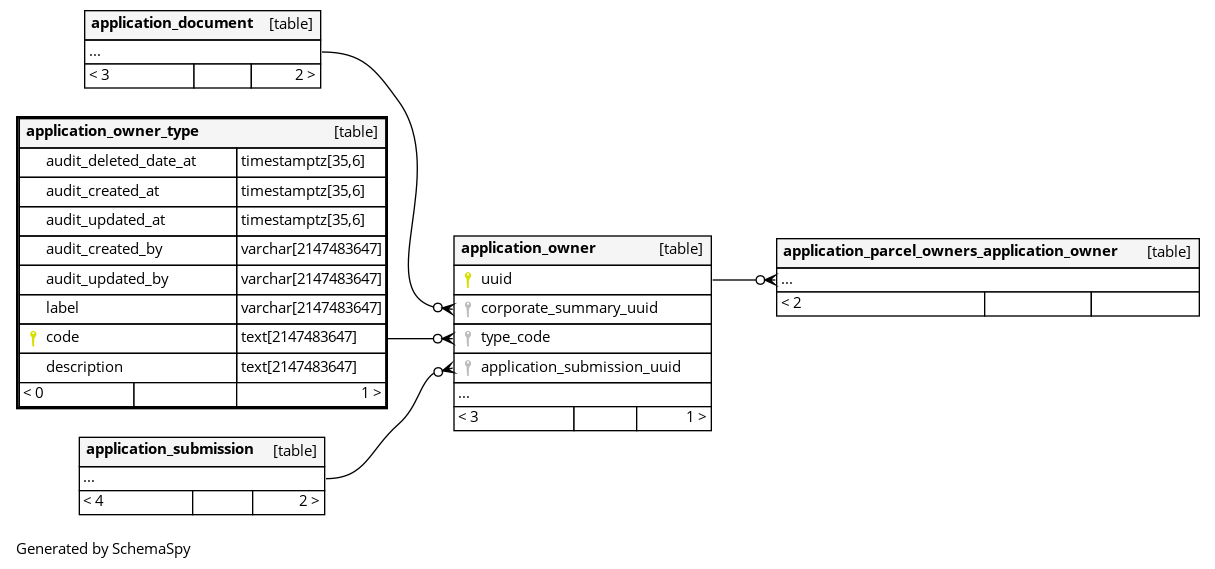 application_document [table]
...
< 3 2 >
application_owner_type [table]
audit_deleted_date_at timestamptz[35,6]
audit_created_at timestamptz[35,6]
audit_updated_at timestamptz[35,6]
audit_created_by varchar[2147483647]
audit_updated_by varchar[2147483647]
label varchar[2147483647]
code text[2147483647]
description text[2147483647]
< 0 1 >
application_submission [table]
...
< 4 2 >
application_owner [table]
uuid
corporate_summary_uuid
type_code
application_submission_uuid
...
< 3 1 >
application_parcel_owners_application_owner [table]
...
< 2
Generated by SchemaSpy